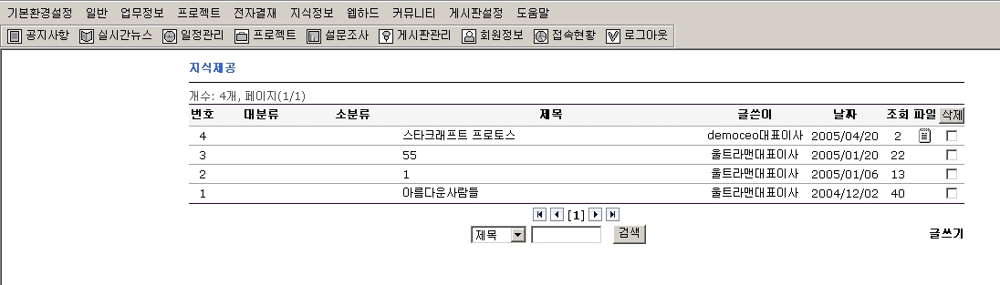 기본환경설정 일반 업무정보 프로젝트 전자결재 지식정보 웹하드 커뮤니티 게시판설정 도움말
공지사항 실시간뉴스 일정관리 프로젝트 설문조사 게시판관리 회원정보 접속현황 로그아웃
지식제공
개수: 4개, 페이지(1/1)
번호 대분류 소분류 제목 글쓴이 날짜 조회 파일 삭제
4 스타크래프트 프로토스 democeo대표이사 2005/04/20 2
3 55 울트라맨대표이사 2005/01/20 22
2 1 울트라맨대표이사 2005/01/06 13
1 아름다운사람들 울트라맨대표이사 2004/12/02 40
[1]
제목 검색 글쓰기